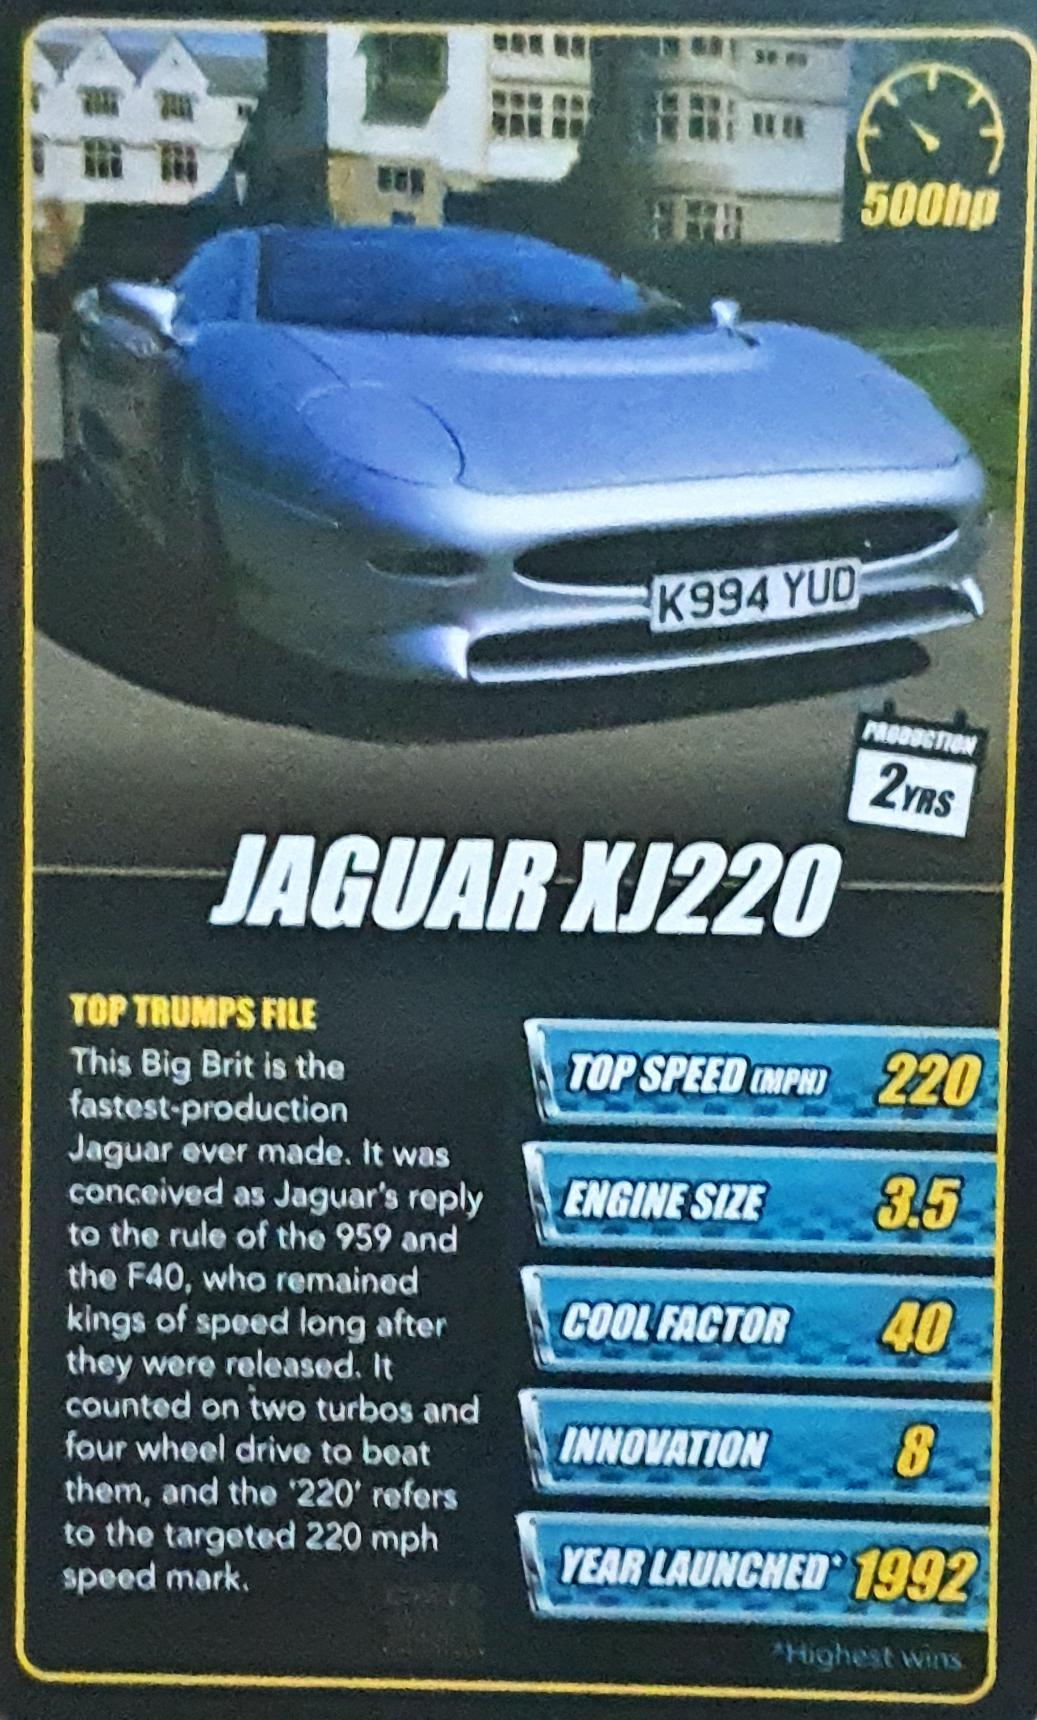 500hp
K994 YUD
PRODUCTION
2YRS
JAGUAR XJ220
TOP TRUMPS FILE
This Big Brit is the
fastest-production
Jaguar ever made. It was
conceived as Jaguar's reply
to the rule of the 959 and
the F40, who remained
kings of speed long after
they were released. It
counted on two turbos and
four wheel drive to beat
them, and the '220' refers
to the targeted 220 mph
speed mark.
TOP SPEED (MPH) 220
ENGINE SIZE 3.5
COOL FACTOR 40
INNOVATION 8
YEAR LAUNCHED* 1992
*Highest wins